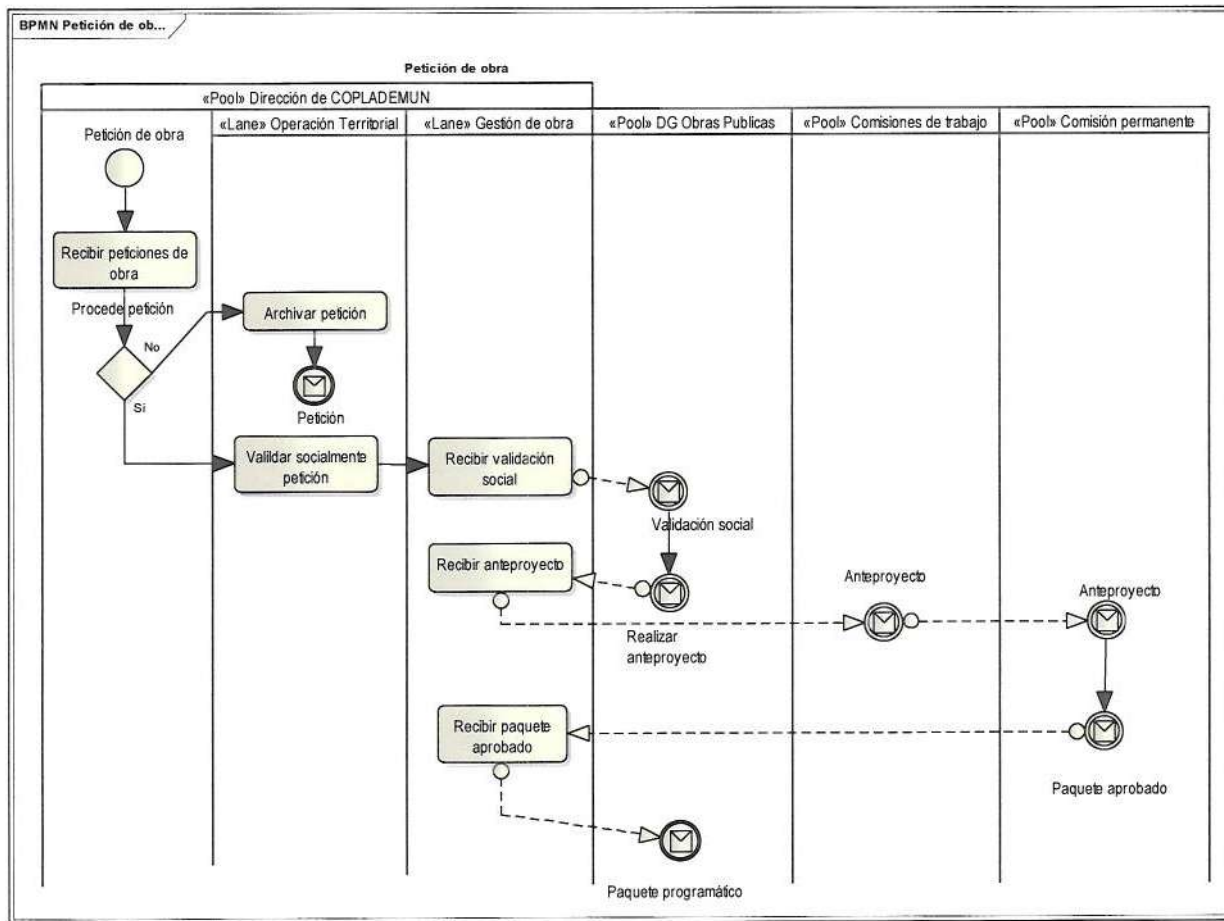 BPMN Petición de ob...
Petición de obra
«Pool» Dirección de COPLADEMUN
«Lane» Operación Territorial
«Lane» Gestión de obra
«Pool» DG Obras Publicas
«Pool» Comisiones de trabajo
«Pool» Comisión permanente
Petición de obra
Recibir peticiones de
obra
Procede petición
No
Si
Archivar petición
Petición
Valildar socialmente
petición
Recibir validación
social
Validación social
Recibir anteproyecto
Realizar
anteproyecto
Anteproyecto
Anteproyecto
Recibir paquete
aprobado
Paquete aprobado
Paquete programático